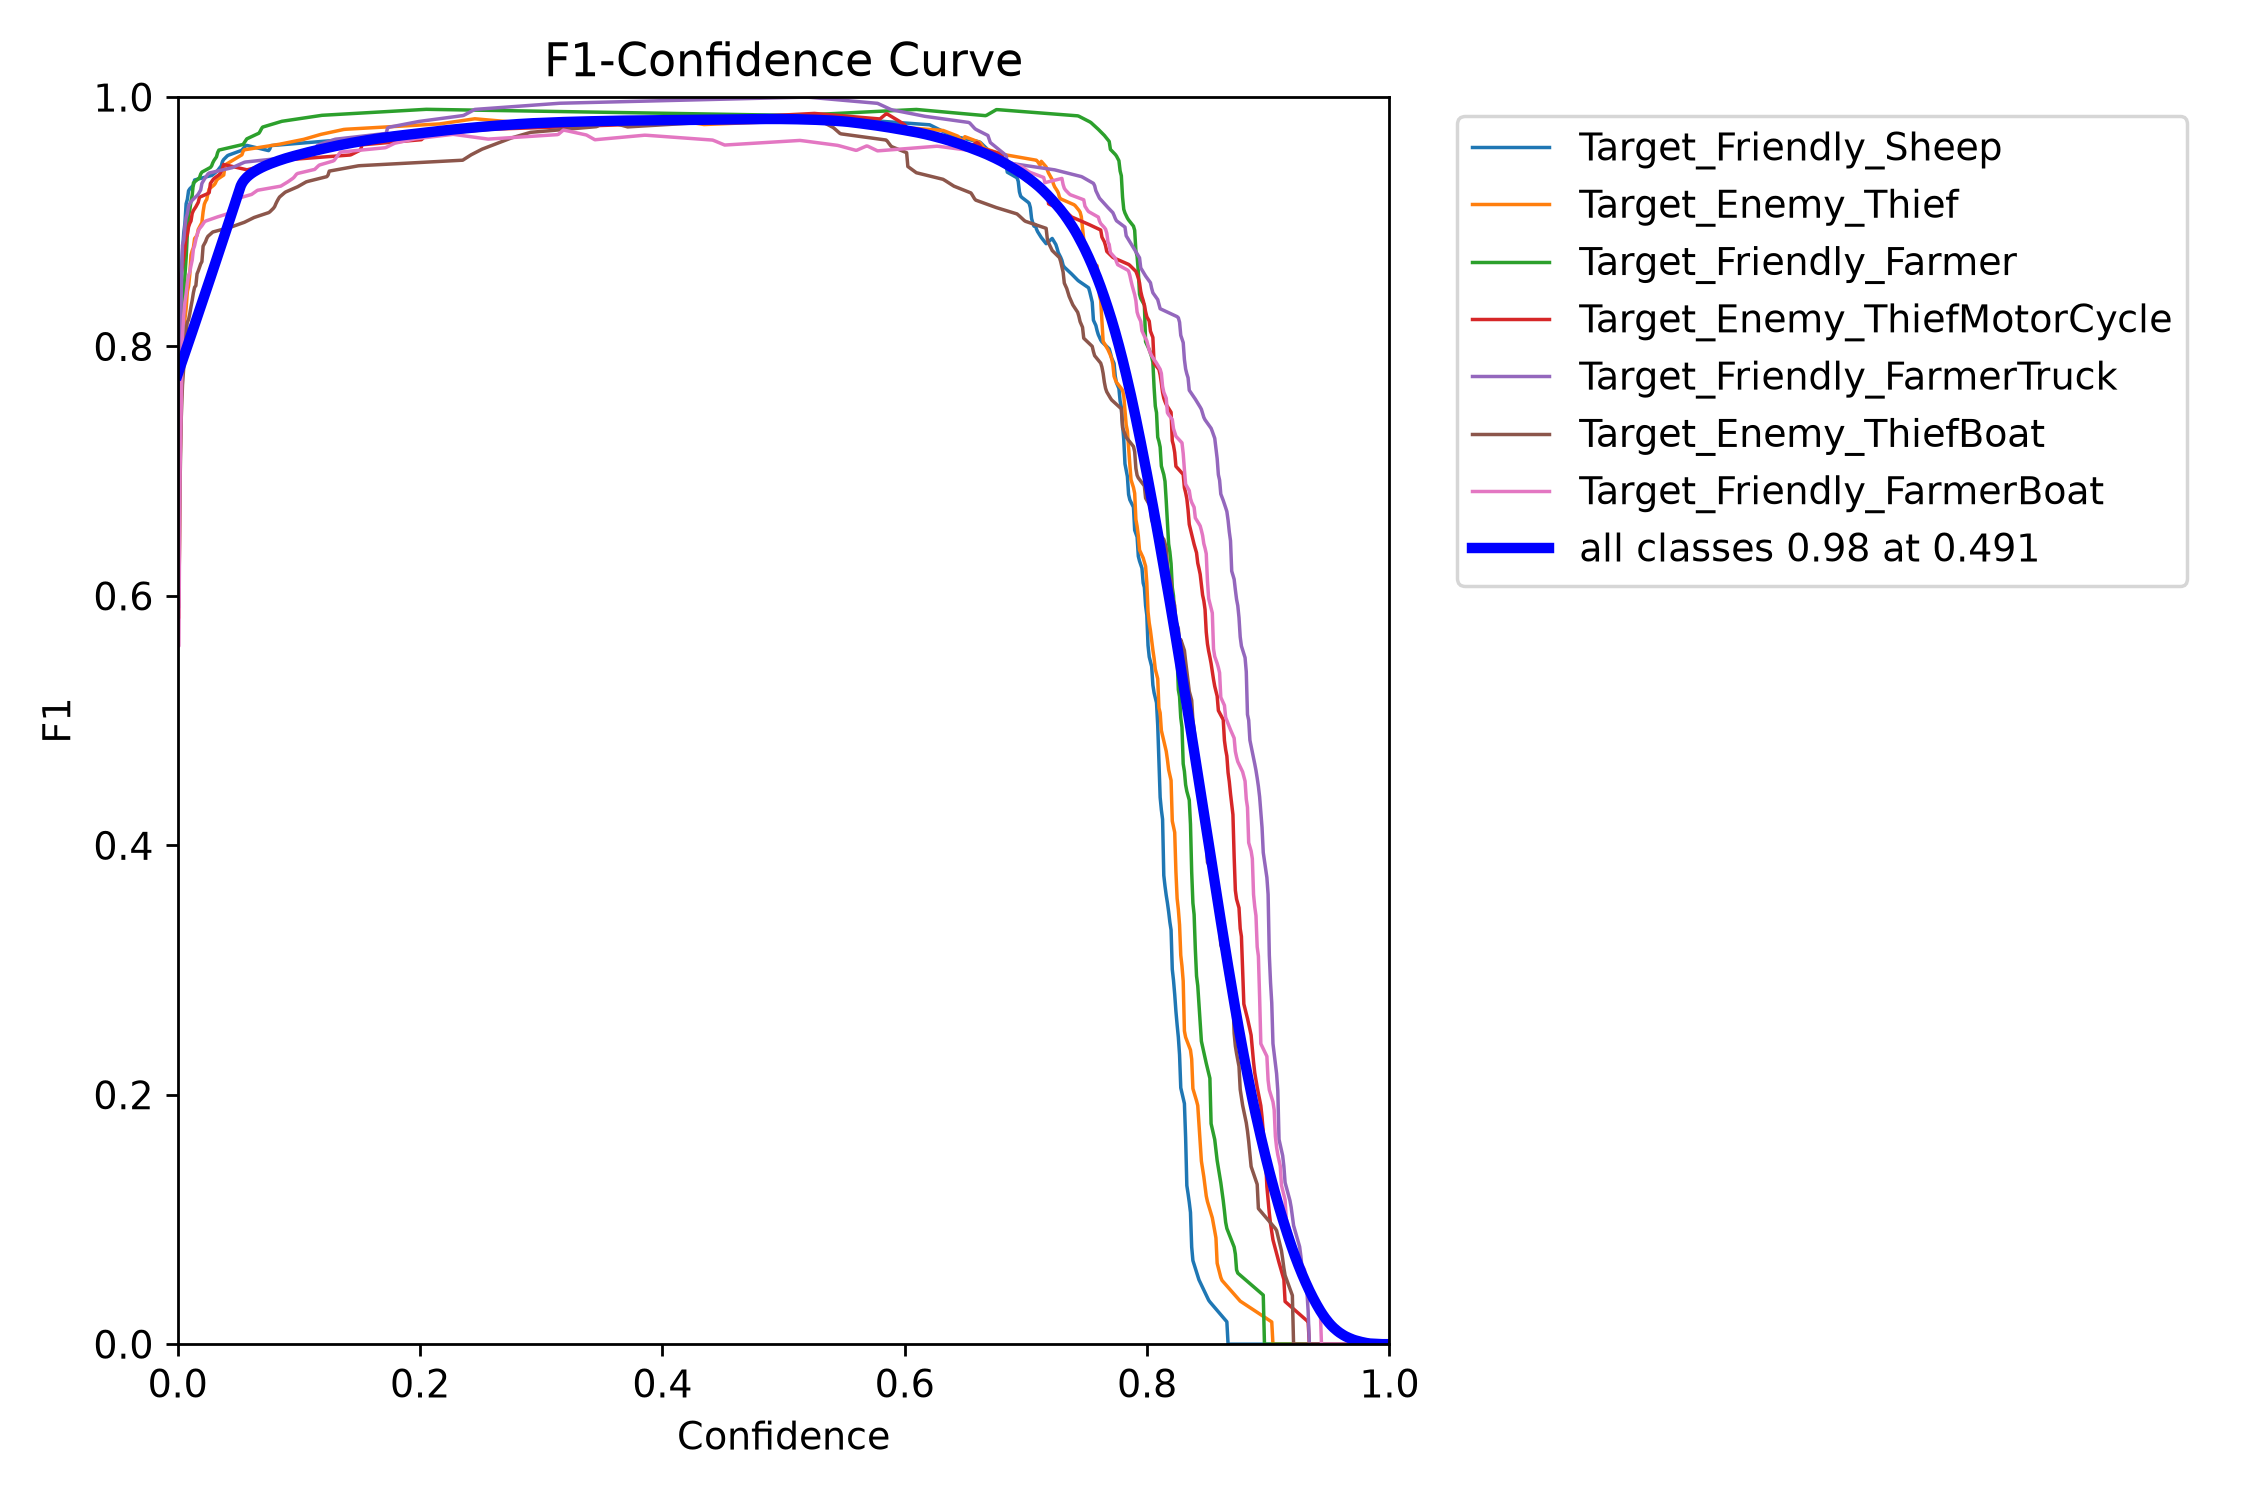 F1-Confidence Curve
1.0
0.8
0.6
0.4
0.2
0.0
F1
0.0 0.2 0.4 0.6 0.8 1.0
Confidence
Target_Friendly_Sheep
Target_Enemy_Thief
Target_Friendly_Farmer
Target_Enemy_ThiefMotorCycle
Target_Friendly_FarmerTruck
Target_Enemy_ThiefBoat
Target_Friendly_FarmerBoat
all classes 0.98 at 0.491